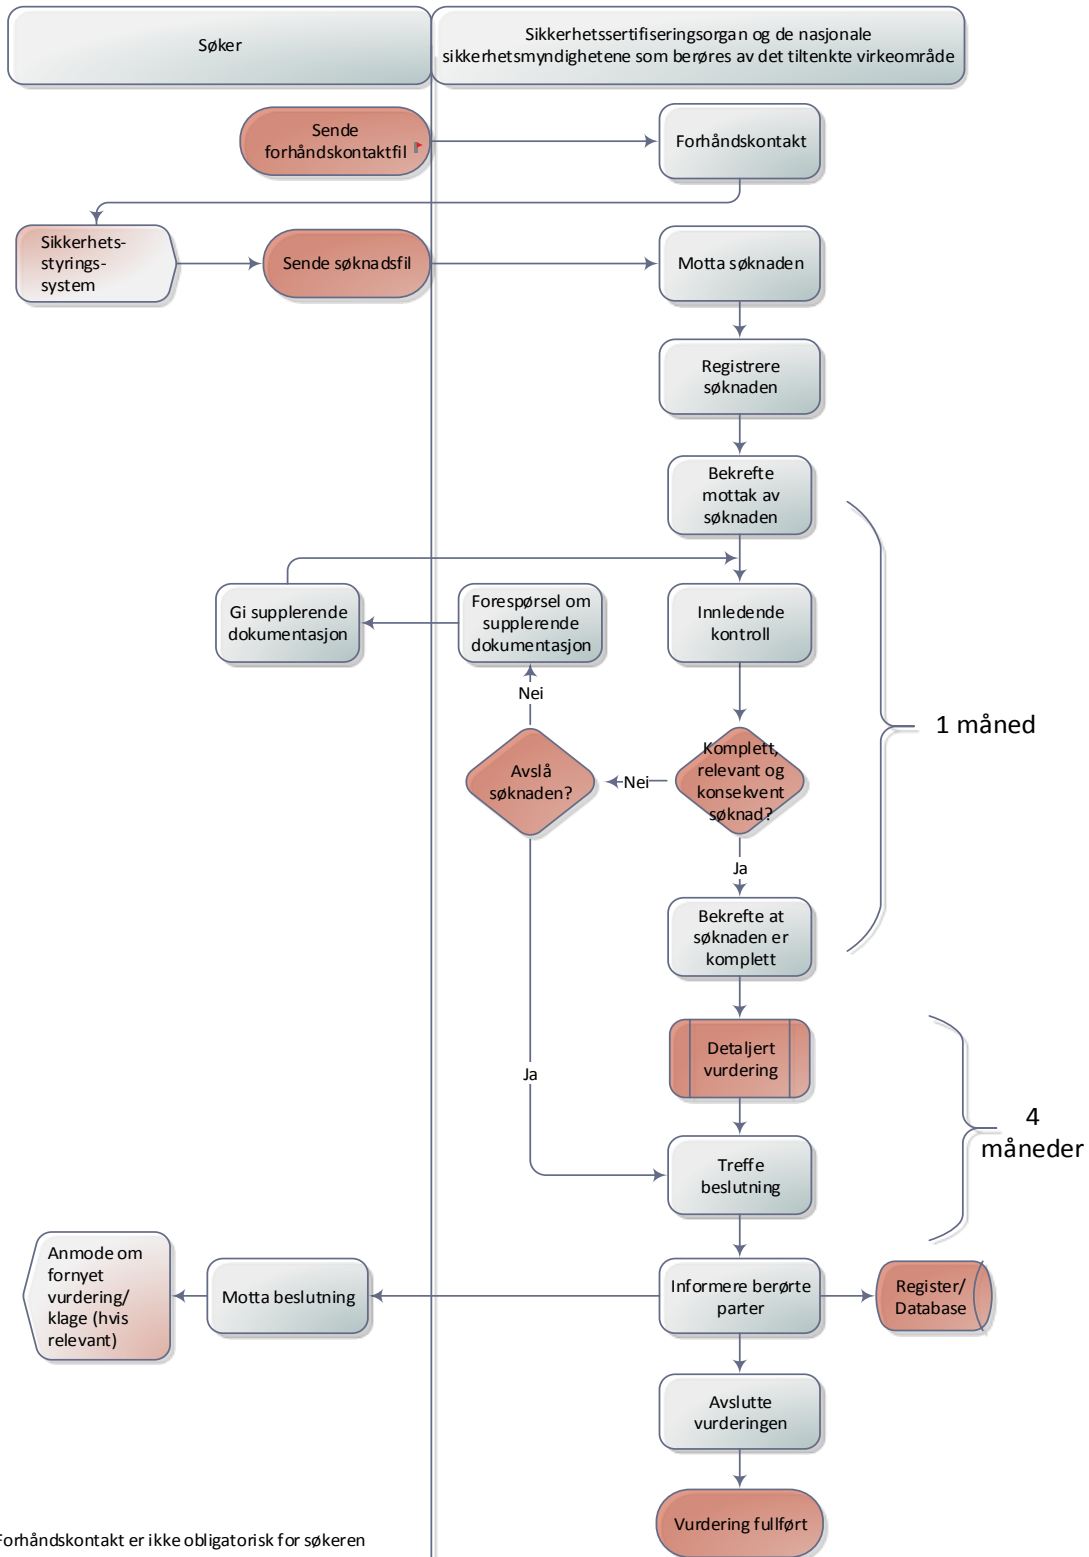 Søker
Sikkerhetssertifiseringsorgan og de nasjonale
sikkerhetsmyndighetene som berøres av det tiltenkte virkeområde
Sende
forhåndskontaktfil
Forhåndskontakt
Sikkerhets-
styrings-
system
Sende søknadsfil
Motta søknaden
Registrere
søknaden
Bekrefte
mottak av
søknaden
Gi supplerende
dokumentasjon
Forespørsel om
supplerende
dokumentasjon
Innledende
kontroll
Nei
1 måned
Avslå
søknaden?
Nei
Komplett,
relevant og
konsekvent
søknad?
Ja
Bekrefte at
søknaden er
komplett
Detaljert
vurdering
Ja
4
måneder
Treffe
beslutning
Anmode om
fornyet
vurdering/
klage (hvis
relevant)
Motta beslutning
Informere berørte
parter
Register/
Database
Avslutte
vurderingen
Vurdering fullført
Forhåndskontakt er ikke obligatorisk for søkeren